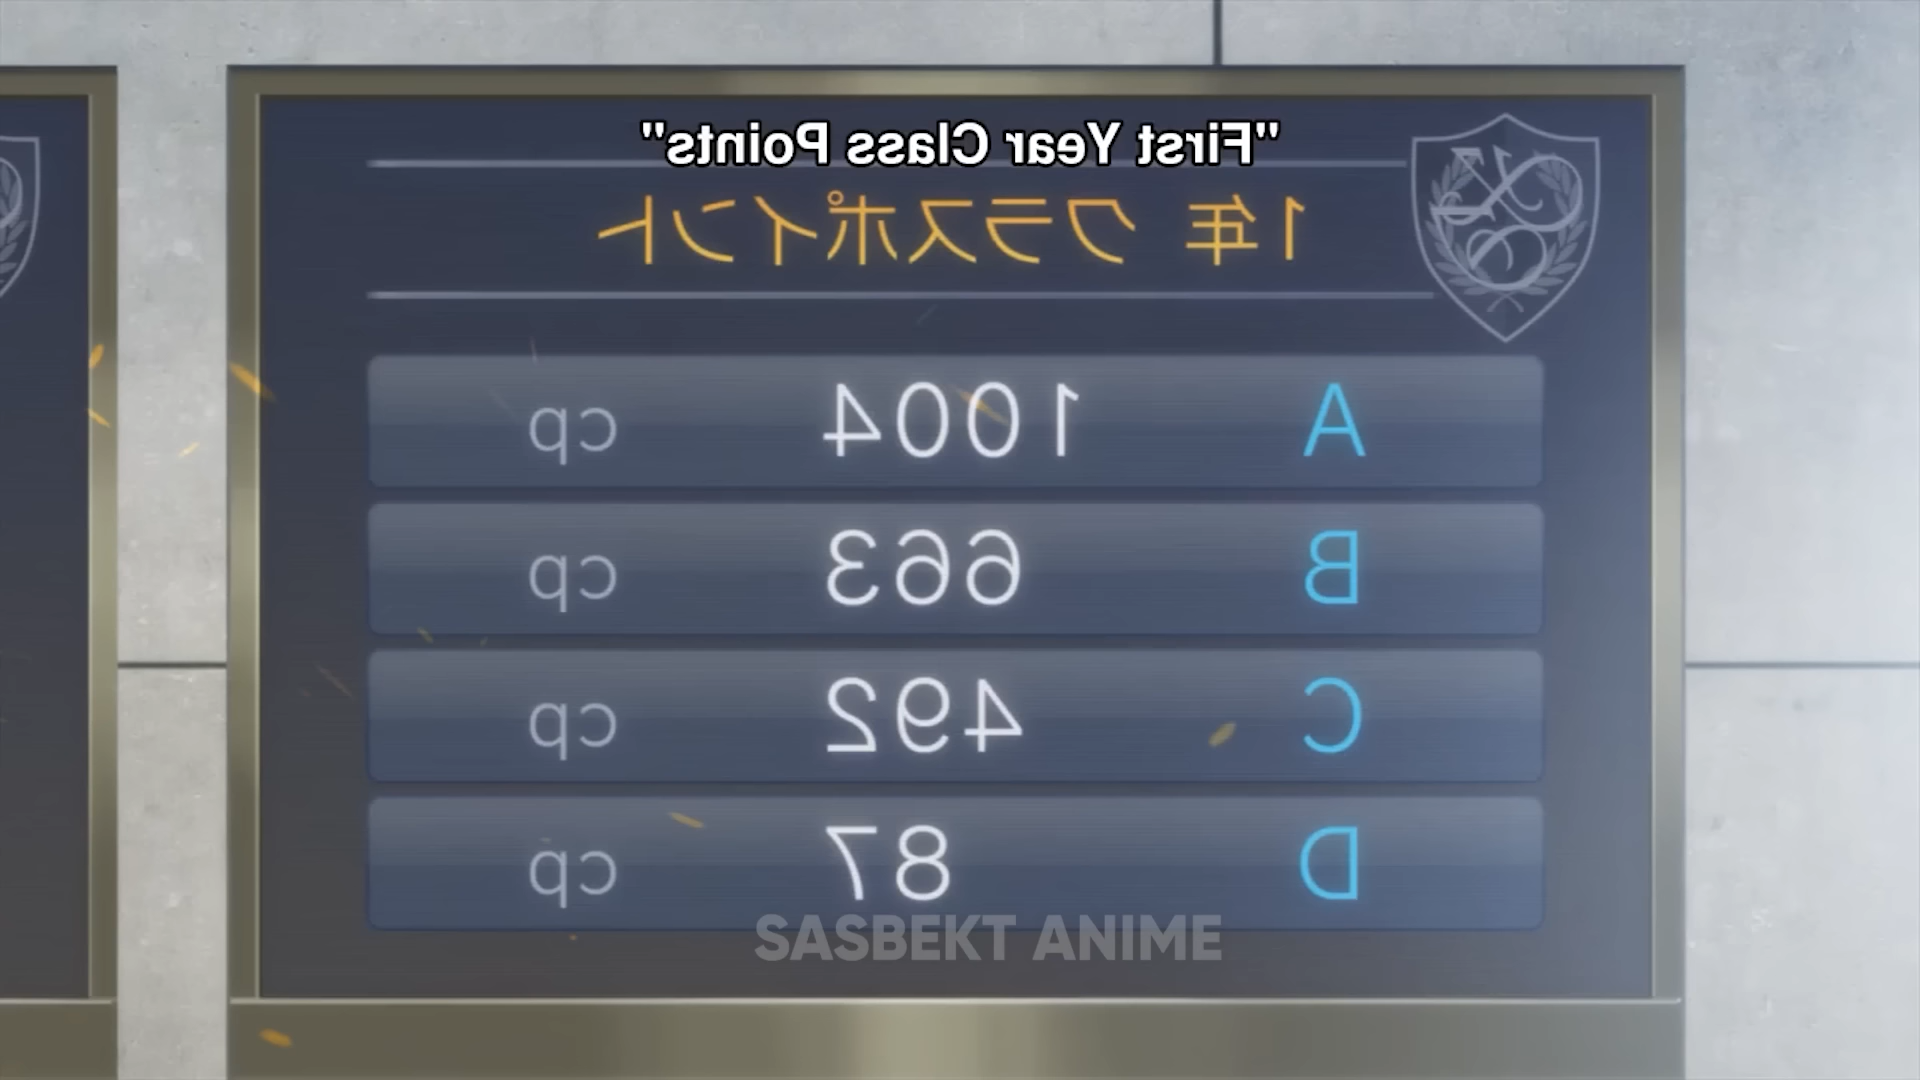 "First Year Class Points"
1年 クラスポイント
A 1004 cp
B 663 cp
C 492 cp
D 87 cp
SASBEKT ANIME